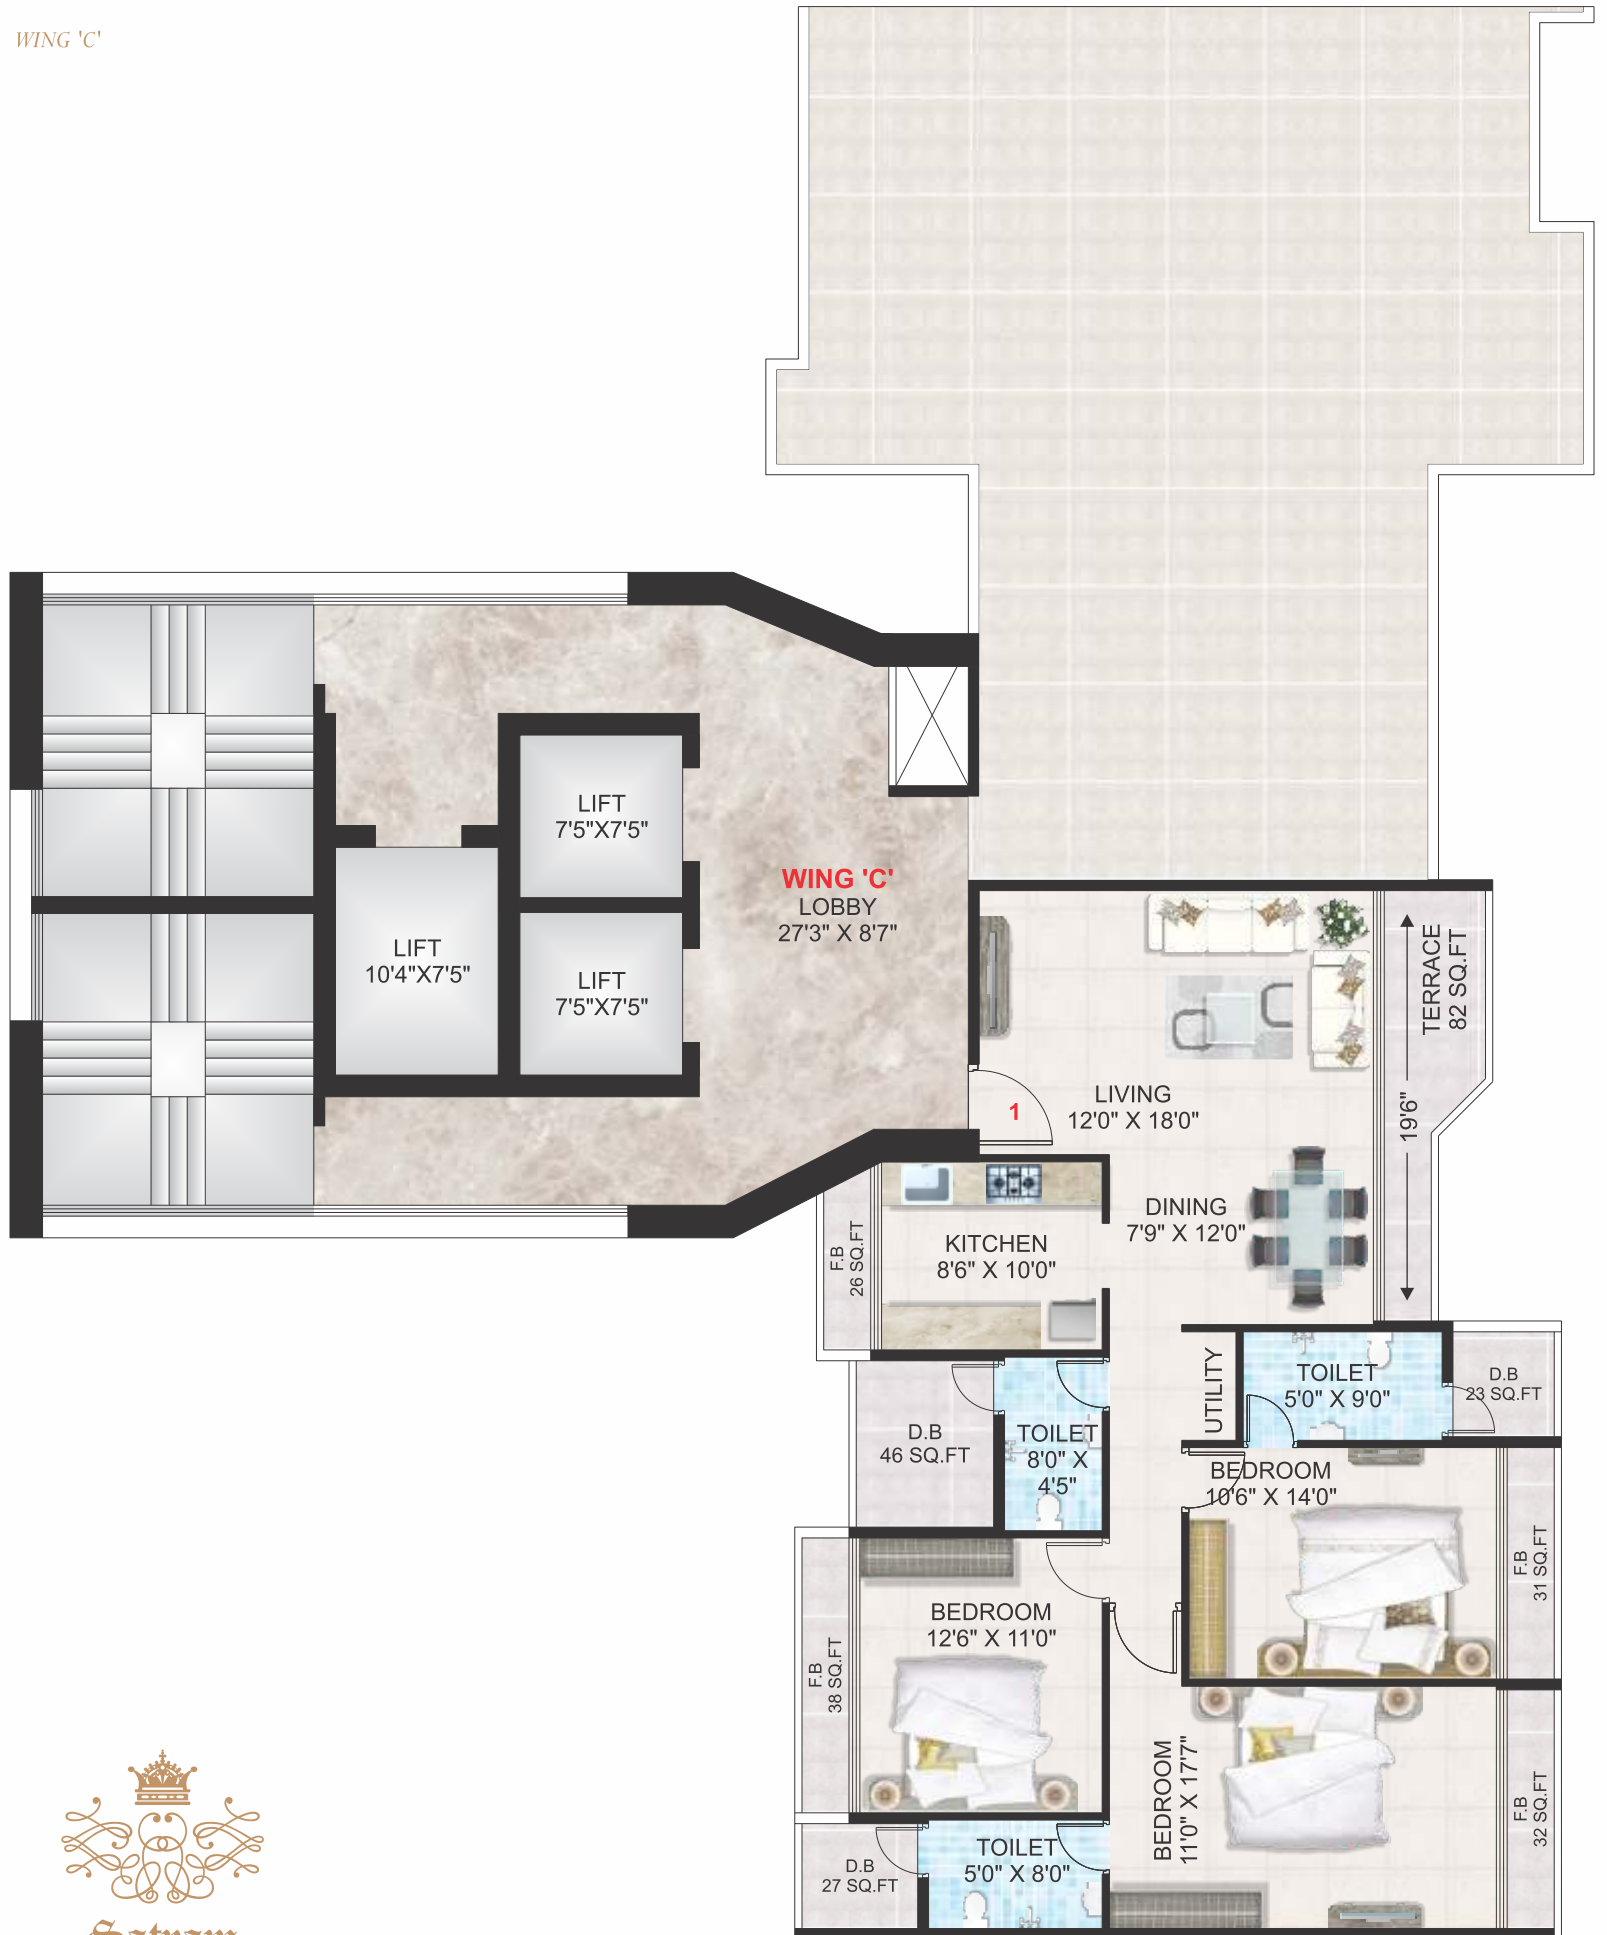 WING 'C'
LIFT
7'5"X7'5"
WING 'C'
LOBBY
27'3" X 8'7"
LIFT
10'4"X7'5"
LIFT
7'5"X7'5"
TERRACE
82 SQ.FT
19'6"
1
LIVING
12'0" X 18'0"
DINING
7'9" X 12'0"
KITCHEN
8'6" X 10'0"
F.B
26 SQ.FT
UTILITY
TOILET
5'0" X 9'0"
D.B
23 SQ.FT
D.B
46 SQ.FT
TOILET
8'0" X
4'5"
BEDROOM
10'6" X 14'0"
F.B
31 SQ.FT
BEDROOM
12'6" X 11'0"
F.B
38 SQ.FT
BEDROOM
11'0" X 17'7"
F.B
32 SQ.FT
TOILET
5'0" X 8'0"
D.B
27 SQ.FT
Satnam